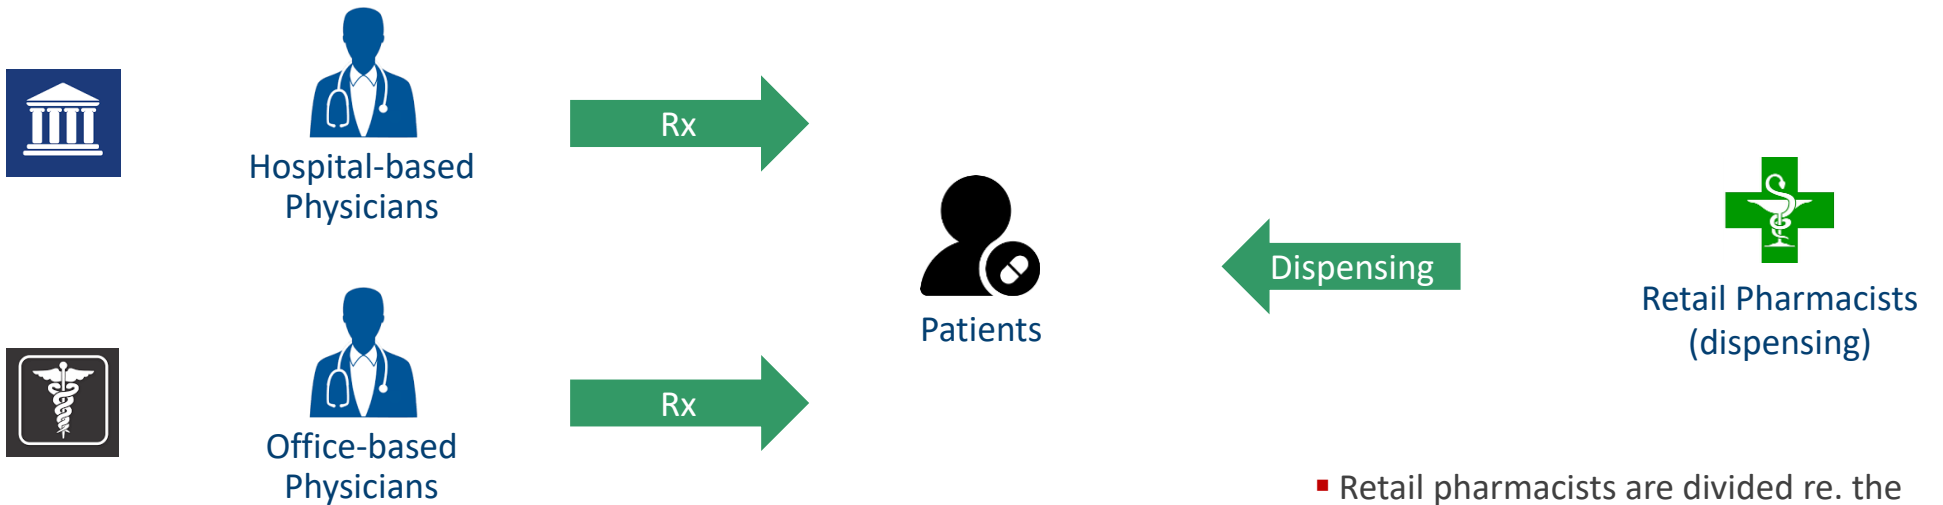 Rx
Hospital-based
Physicians
Patients
Dispensing
Retail Pharmacists
(dispensing)
Rx
Office-based
Physicians
▪ Retail pharmacists are divided re. the